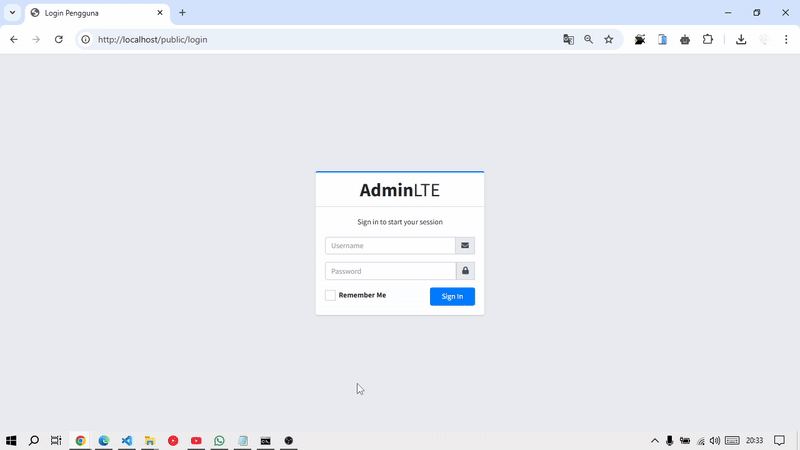 Login Pengguna
http://localhost/public/login
AdminLTE
Sign in to start your session
Username
Password
Remember Me
Sign In
20:33